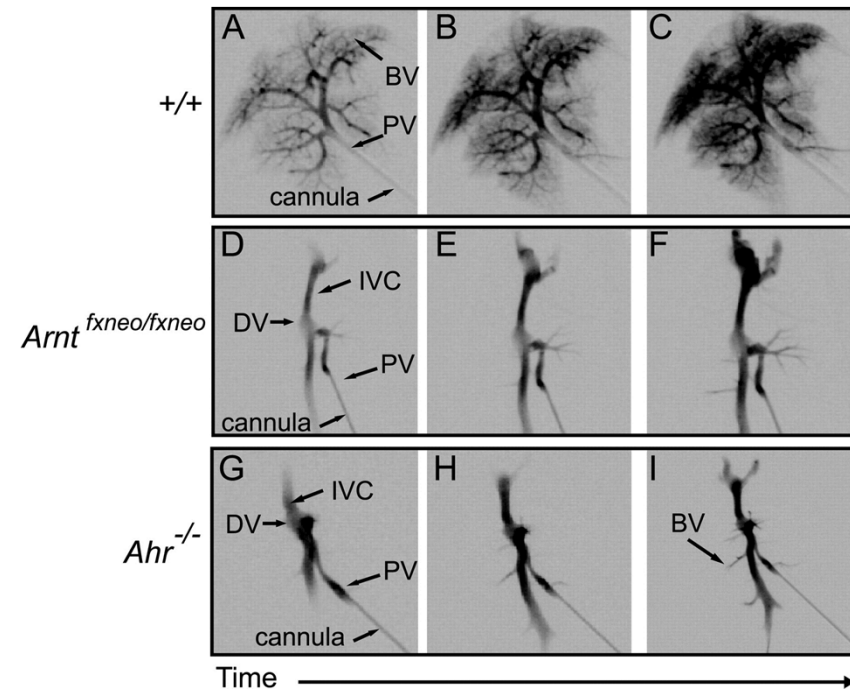 A
B
C
BV
+/+
PV
cannula
D
E
F
IVC
Arnt fxneo/fxneo
DV
PV
cannula
G
H
I
IVC
DV
BV
Ahr -/-
PV
cannula
Time